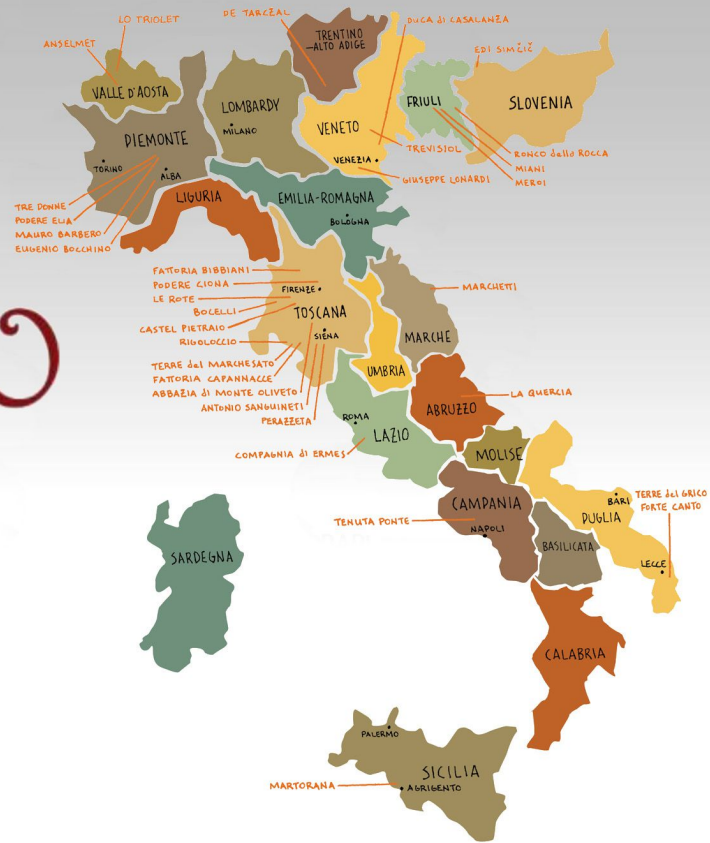 LO TRIOLET
DE TARCZAL
DUCA di CASALANZA
ANSELMET
TRENTINO
-ALTO ADIGE
EDI SIMČIČ
VALLE D'AOSTA
LOMBARDY
FRIULI
SLOVENIA
MILANO
VENETO
PIEMONTE
TREVISIOL
RONCO della ROCCA
VENEZIA
MIANI
TORINO
ALBA
GIUSEPPE LONARDI
MEROI
LIGURIA
EMILIA-ROMAGNA
TRE DONNE
PODERE ELIA
BOLOGNA
MAURO BARBERO
EUGENIO BOCCHINO
FATTORIA BIBBIANI
PODERE CIONA
FIRENZE
MARCHETTI
LE ROTE
BOCELLI
TOSCANA
CASTEL PIETRAIO
SIENA
MARCHE
RIGOLOCCIO
TERRE del MARCHESATO
UMBRIA
FATTORIA CAPANNACCE
ABBAZIA di MONTE OLIVETO
LA QUERCIA
ANTONIO SANGUINETI
ABRUZZO
PERAZZETA
ROMA
LAZIO
COMPAGNIA di ERMES
MOLISE
TERRE del GRICO
BARI
FORTE CANTO
CAMPANIA
PUGLIA
TENUTA PONTE
NAPOLI
BASILICATA
SARDEGNA
LECCE
CALABRIA
PALERMO
SICILIA
MARTORANA
AGRIGENTO